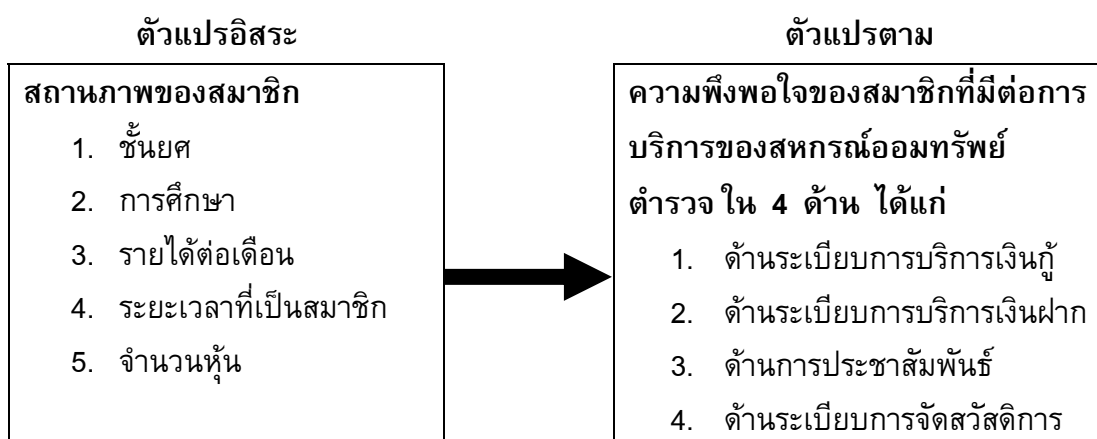 ตัวแปรอิสระ
สถานภาพของสมาชิก
1. ชั้นยศ
2. การศึกษา
3. รายได้ต่อเดือน
4. ระยะเวลาที่เป็นสมาชิก
5. จำนวนหุ้น
ตัวแปรตาม
ความพึงพอใจของสมาชิกที่มีต่อการ
บริการของสหกรณ์ออมทรัพย์
ตำรวจ ใน 4 ด้าน ได้แก่
1. ด้านระเบียบการบริการเงินกู้
2. ด้านระเบียบการบริการเงินฝาก
3. ด้านการประชาสัมพันธ์
4. ด้านระเบียบการจัดสวัสดิการ